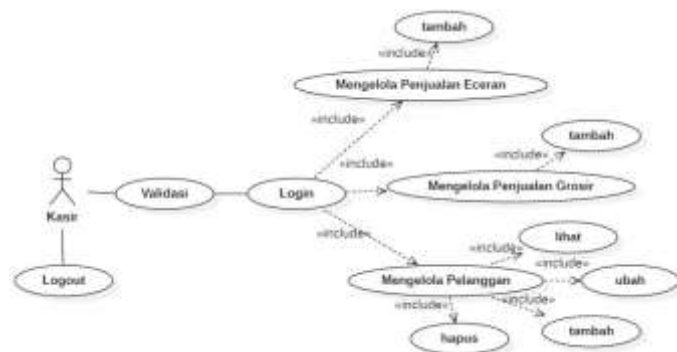 tambah
«include»
Mengelola Penjualan Eceran
«include»
tambah
«include»
«include»
Kasir
Validasi
Login
Mengelola Penjualan Grosir
«include»
lihat
«include»
«include»
Logout
Mengelola Pelanggan
ubah
«include»
«include»
hapus
tambah